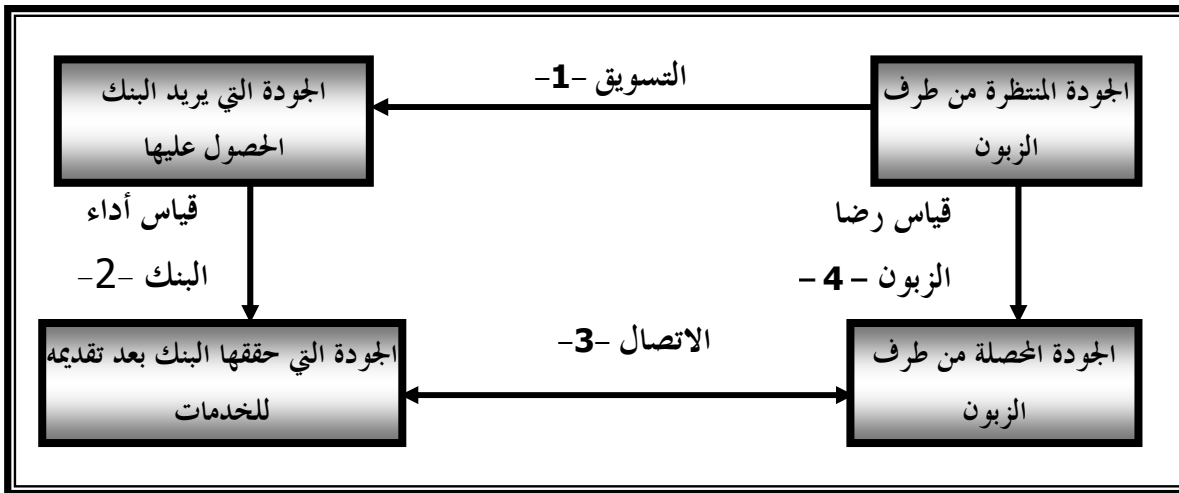 التسويق -1-
الجودة المنتظرة من طرف
الزبون
الجودة التي يريد البنك
الحصول عليها
قياس رضا
الزبون - 4 -
قياس أداء
البنك -2-
الاتصال -3-
الجودة المحصلة من طرف
الزبون
الجودة التي حققها البنك بعد تقديمه
للخدمات